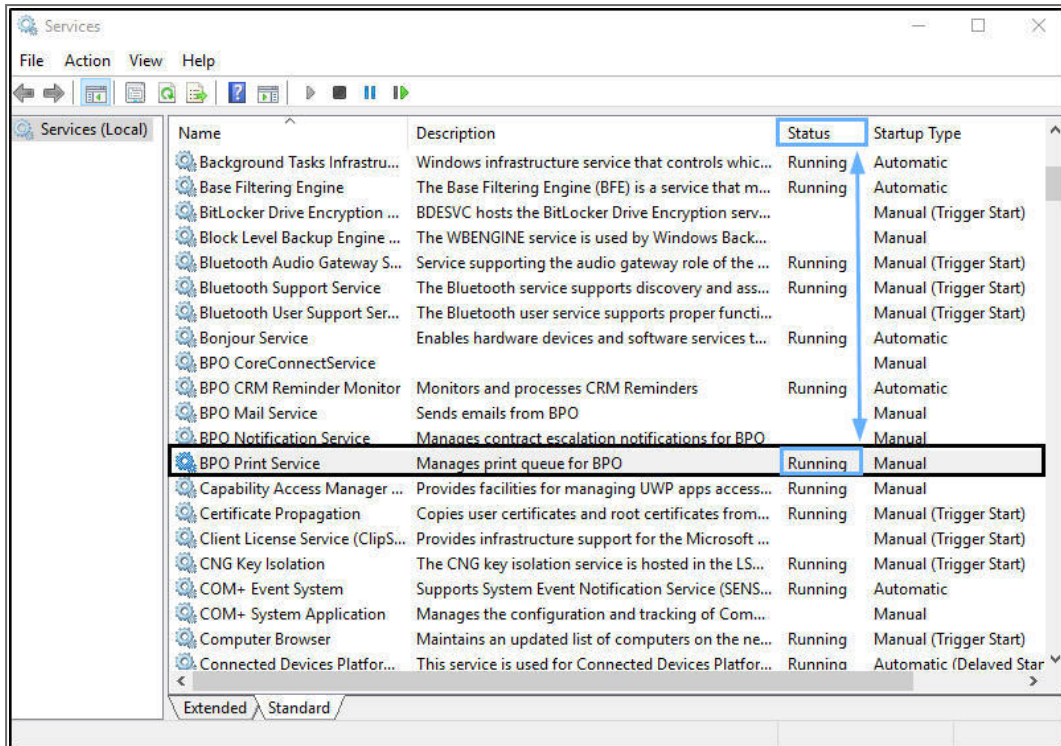 Services
File Action View Help
Services (Local)
Name Description Status Startup Type
Background Tasks Infrastru... Windows infrastructure service that controls whic... Running Automatic
Base Filtering Engine The Base Filtering Engine (BFE) is a service that m... Running Automatic
BitLocker Drive Encryption ... BDESVC hosts the BitLocker Drive Encryption serv... Manual (Trigger Start)
Block Level Backup Engine ... The WBENGINE service is used by Windows Back... Manual
Bluetooth Audio Gateway S... Service supporting the audio gateway role of the ... Running Manual (Trigger Start)
Bluetooth Support Service The Bluetooth service supports discovery and ass... Running Manual (Trigger Start)
Bluetooth User Support Ser... The Bluetooth user service supports proper functi... Manual (Trigger Start)
Bonjour Service Enables hardware devices and software services t... Running Automatic
BPO CoreConnectService Manual
BPO CRM Reminder Monitor Monitors and processes CRM Reminders Running Automatic
BPO Mail Service Sends emails from BPO Manual
BPO Notification Service Manages contract escalation notifications for BPO Manual
BPO Print Service Manages print queue for BPO Running Manual
Capability Access Manager ... Provides facilities for managing UWP apps access... Running Manual
Certificate Propagation Copies user certificates and root certificates from... Running Manual (Trigger Start)
Client License Service (ClipS... Provides infrastructure support for the Microsoft ... Manual (Trigger Start)
CNG Key Isolation The CNG key isolation service is hosted in the LS... Running Manual (Trigger Start)
COM+ Event System Supports System Event Notification Service (SENS... Running Automatic
COM+ System Application Manages the configuration and tracking of Com... Manual
Computer Browser Maintains an updated list of computers on the ne... Running Manual (Trigger Start)
Connected Devices Platfor... This service is used for Connected Devices Platfor... Running Automatic (Delayed Star
Extended Standard